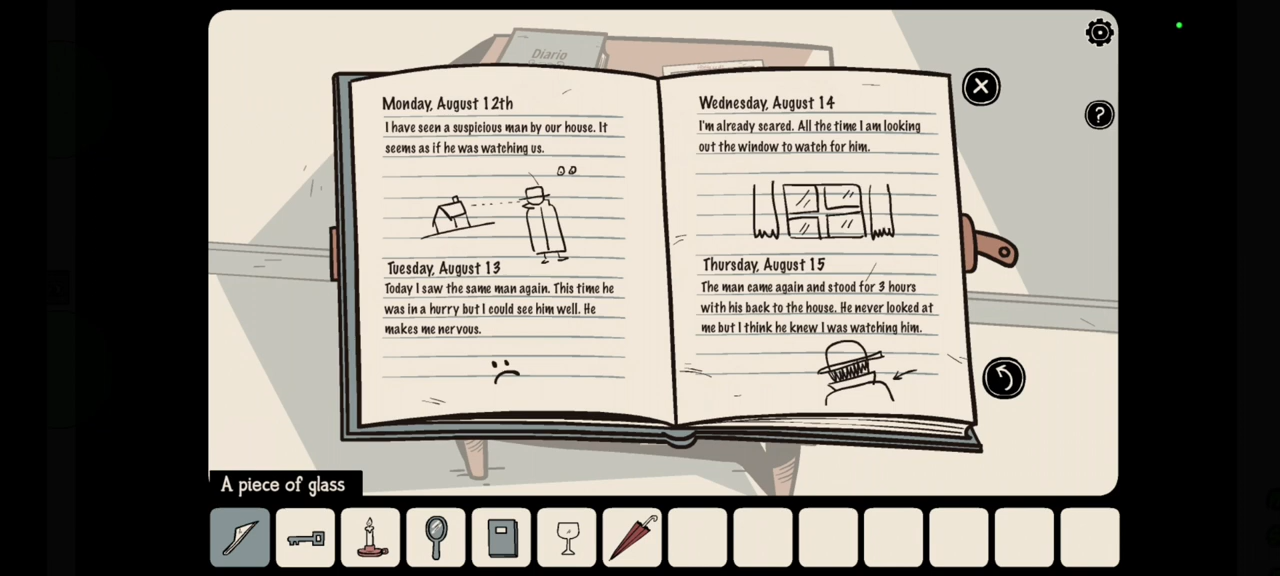 Diario
Monday, August 12th
I have seen a suspicious man by our house. It
seems as if he was watching us.
Tuesday, August 13
Today I saw the same man again. This time he
was in a hurry but I could see him well. He
makes me nervous.
Wednesday, August 14
I'm already scared. All the time I am looking
out the window to watch for him.
Thursday, August 15
The man came again and stood for 3 hours
with his back to the house. He never looked at
me but I think he knew I was watching him.
?
A piece of glass